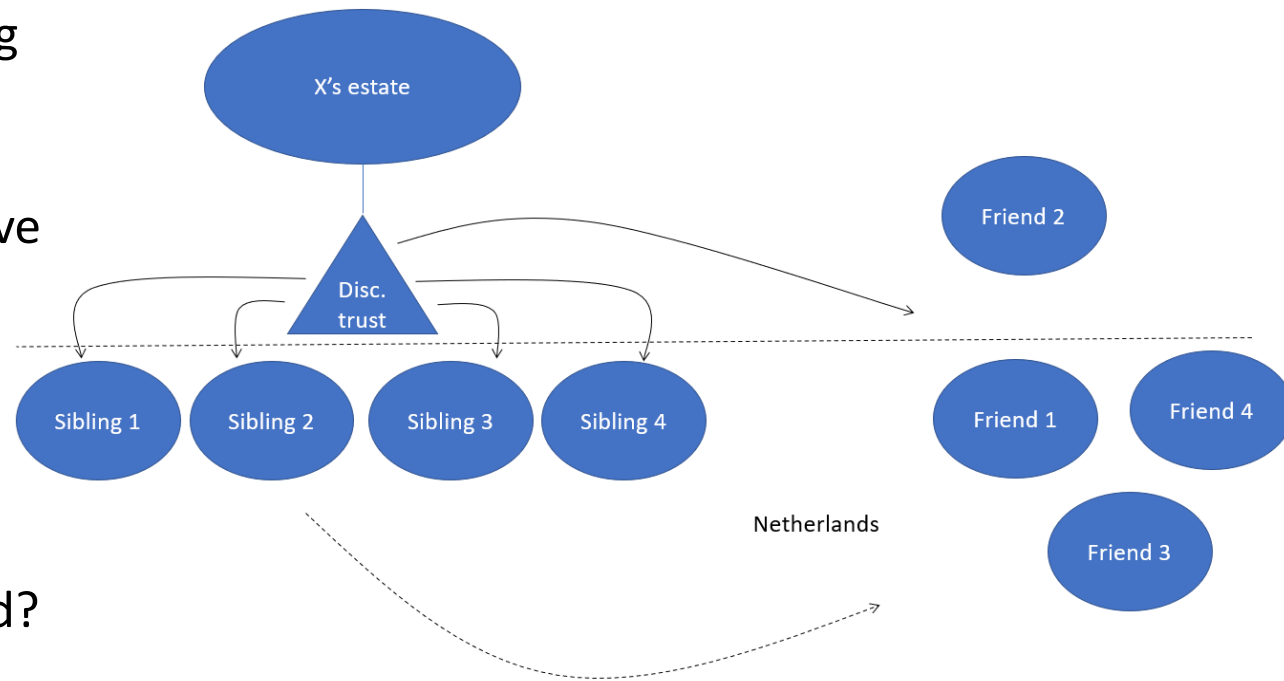 X's estate
Friend 2
Disc.
trust
Sibling 1
Sibling 2
Sibling 3
Sibling 4
Friend 1
Friend 4
Netherlands
Friend 3